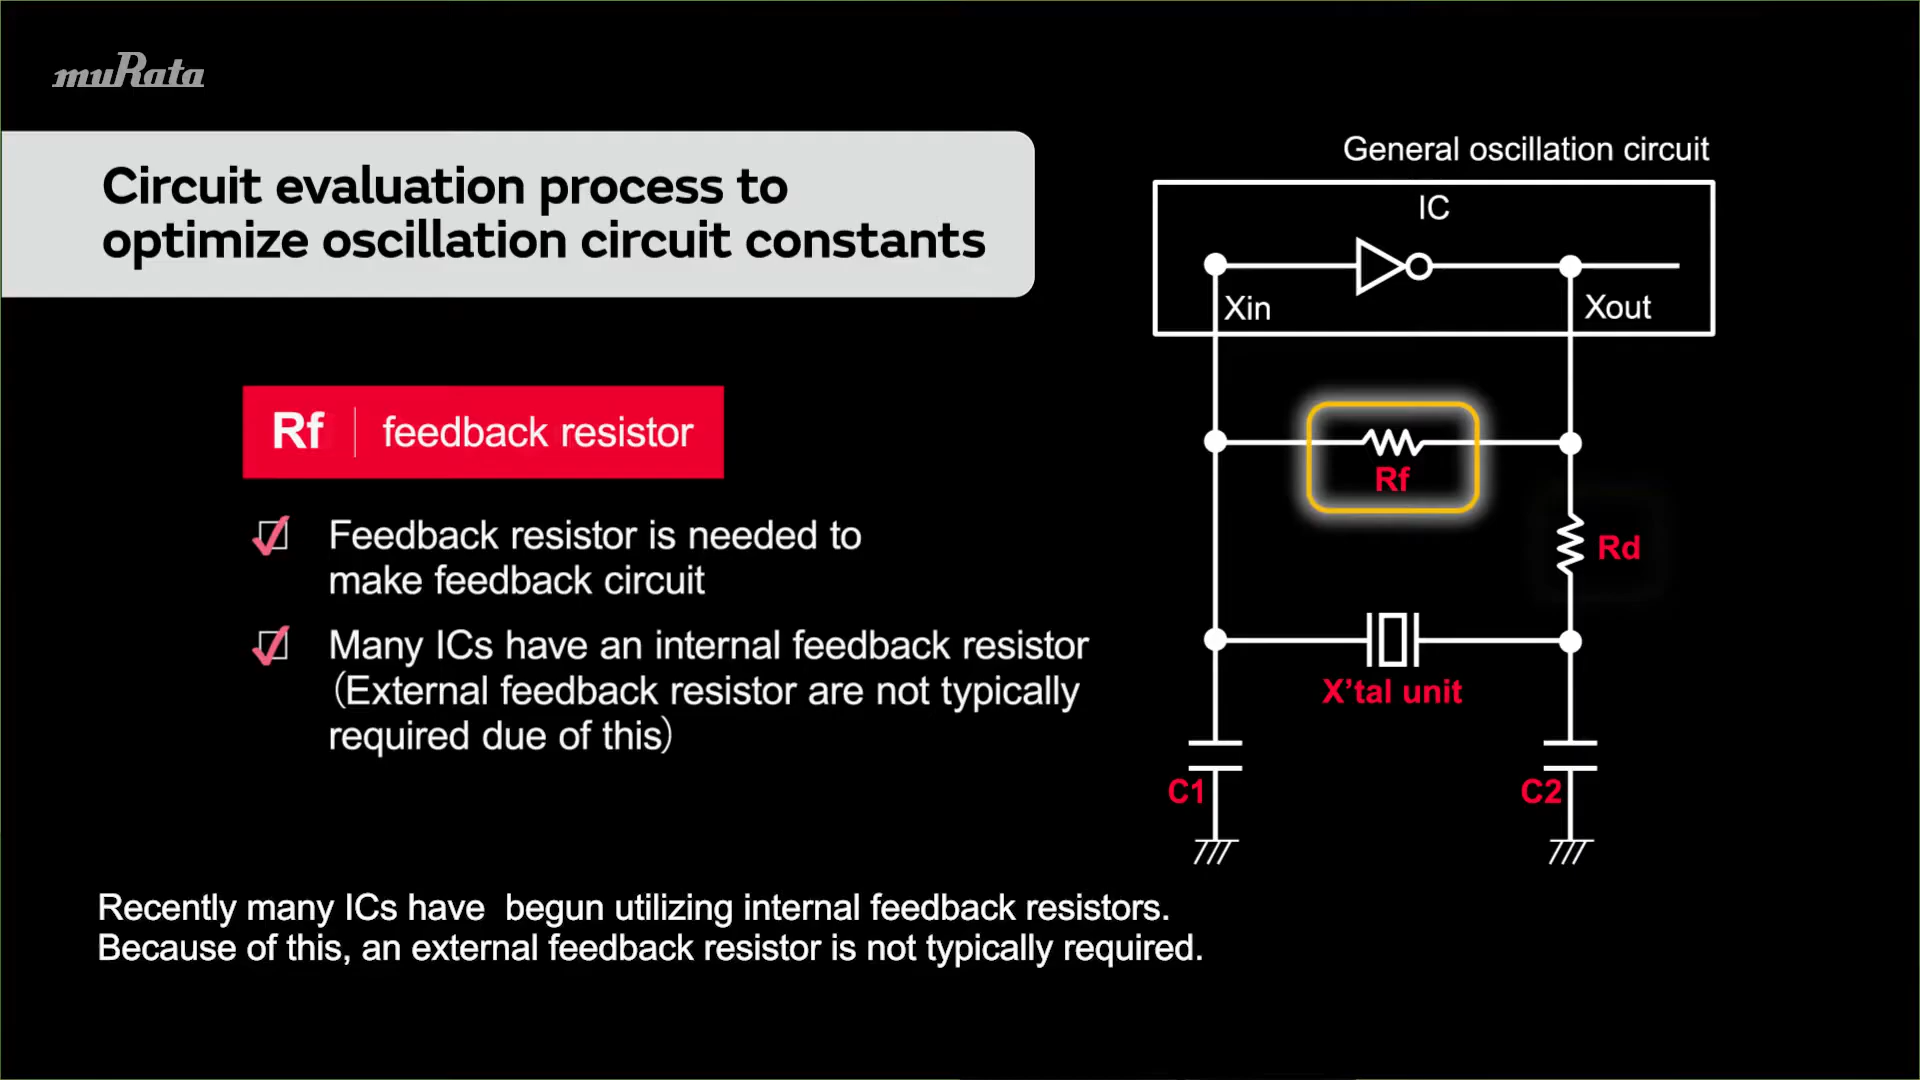 muRata
Circuit evaluation process to
optimize oscillation circuit constants
Rf feedback resistor
Feedback resistor is needed to
make feedback circuit
Many ICs have an internal feedback resistor
(External feedback resistor are not typically
required due of this)
General oscillation circuit
IC
Xin
Xout
Rf
Rd
X'tal unit
C1
C2
Recently many ICs have begun utilizing internal feedback resistors.
Because of this, an external feedback resistor is not typically required.